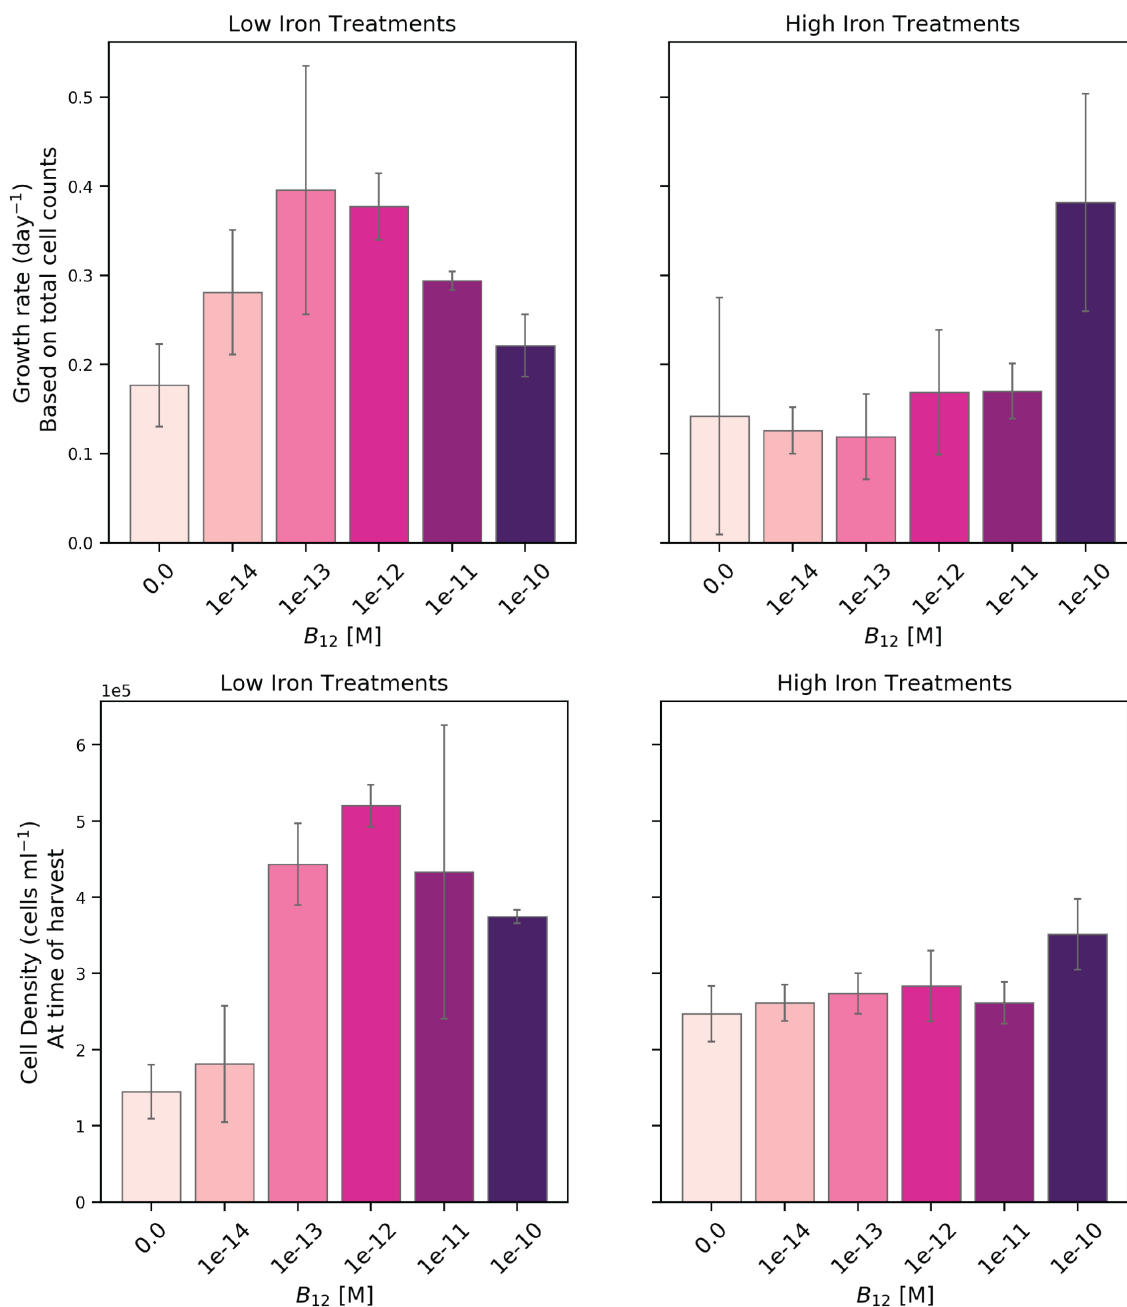 Low Iron Treatments
High Iron Treatments
Growth rate (day⁻¹)
Based on total cell counts
0.5
0.4
0.3
0.2
0.1
0.0
0.0
1e-14
1e-13
1e-12
1e-11
1e-10
B₁₂ [M]
0.0
1e-14
1e-13
1e-12
1e-11
1e-10
B₁₂ [M]
Low Iron Treatments
High Iron Treatments
1e5
Cell Density (cells ml⁻¹)
At time of harvest
6
5
4
3
2
1
0
0.0
1e-14
1e-13
1e-12
1e-11
1e-10
B₁₂ [M]
0.0
1e-14
1e-13
1e-12
1e-11
1e-10
B₁₂ [M]